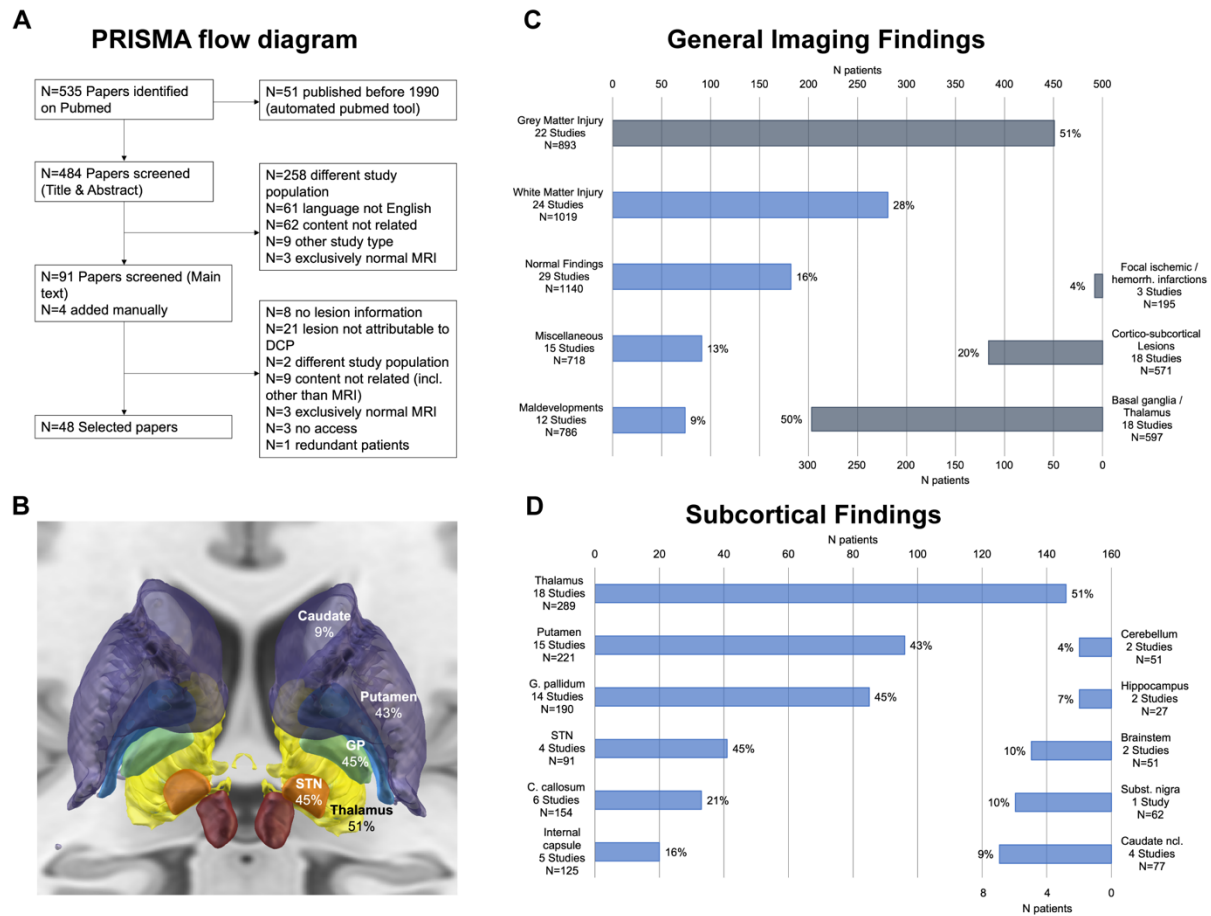 A
PRISMA flow diagram
N=535 Papers identified
on Pubmed
N=51 published before 1990
(automated pubmed tool)
N=484 Papers screened
(Title & Abstract)
N=258 different study
population
N=61 language not English
N=62 content not related
N=9 other study type
N=3 exclusively normal MRI
N=91 Papers screened (Main
text)
N=4 added manually
N=8 no lesion information
N=21 lesion not attributable to
DCP
N=2 different study population
N=9 content not related (incl.
other than MRI)
N=3 exclusively normal MRI
N=3 no access
N=1 redundant patients
N=48 Selected papers
B
Caudate
9%
Putamen
43%
GP
45%
STN
45%
Thalamus
51%
C
General Imaging Findings
N patients
0 50 100 150 200 250 300 350 400 450 500
Grey Matter Injury
22 Studies
N=893
51%
White Matter Injury
24 Studies
N=1019
28%
Normal Findings
29 Studies
N=1140
16%
4%
Focal ischemic /
hemorrh. infarctions
3 Studies
N=195
Miscellaneous
15 Studies
N=718
13%
20%
Cortico-subcortical
Lesions
18 Studies
N=571
Maldevelopments
12 Studies
N=786
9%
50%
Basal ganglia /
Thalamus
18 Studies
N=597
300 250 200 150 100 50 0
N patients
D
Subcortical Findings
N patients
0 20 40 60 80 100 120 140 160
Thalamus
18 Studies
N=289
51%
Putamen
15 Studies
N=221
43%
4%
Cerebellum
2 Studies
N=51
G. pallidum
14 Studies
N=190
45%
7%
Hippocampus
2 Studies
N=27
STN
4 Studies
N=91
45%
10%
Brainstem
2 Studies
N=51
C. callosum
6 Studies
N=154
21%
10%
Subst. nigra
1 Study
N=62
Internal
capsule
5 Studies
N=125
16%
9%
Caudate ncl.
4 Studies
N=77
8 4 0
N patients